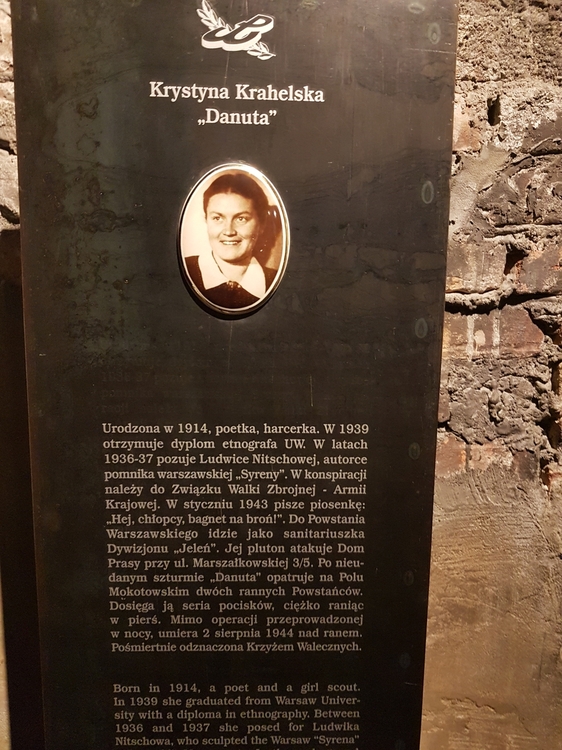 Krystyna Krahelska
„Danuta”
Urodzona w 1914, poetka, harcerka. W 1939
otrzymuje dyplom etnografa UW. W latach
1936-37 pozuje Ludwice Nitschowej, autorce
pomnika warszawskiej „Syreny”. W konspiracji
należy do Związku Walki Zbrojnej - Armii
Krajowej. W styczniu 1943 pisze piosenkę:
„Hej, chłopcy, bagnet na broń!”. Do Powstania
Warszawskiego idzie jako sanitariuszka
Dywizjonu „Jeleń”. Jej pluton atakuje Dom
Prasy przy ul. Marszałkowskiej 3/5. Po nieu-
danym szturmie „Danuta” opatruje na Polu
Mokotowskim dwóch rannych Powstańców.
Dosięga ją seria pocisków, ciężko raniąc
w pierś. Mimo operacji przeprowadzonej
w nocy, umiera 2 sierpnia 1944 nad ranem.
Pośmiertnie odznaczona Krzyżem Walecznych.
Born in 1914, a poet and a girl scout.
In 1939 she graduated from Warsaw Univer-
sity with a diploma in ethnography. Between
1936 and 1937 she posed for Ludwika
Nitschowa, who sculpted the Warsaw “Syrena”